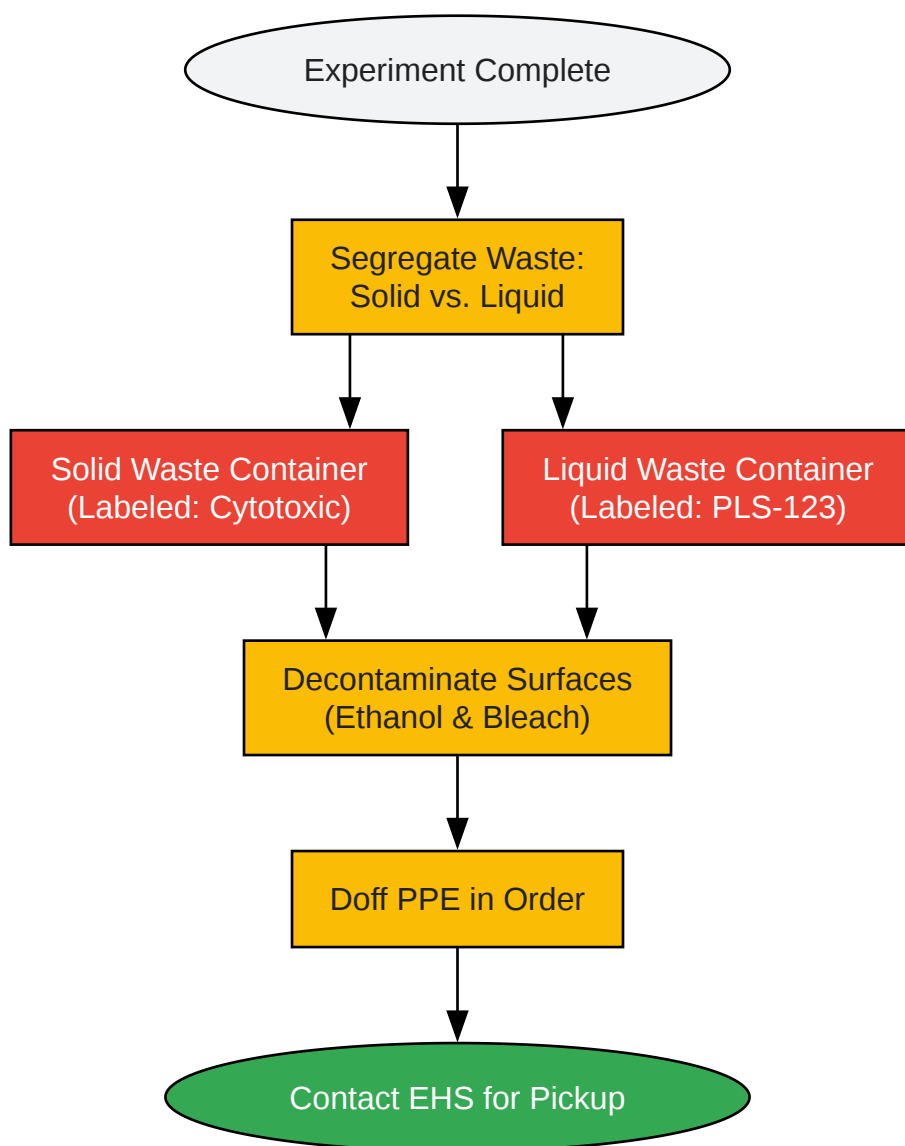 Experiment Complete
Segregate Waste:
Solid vs. Liquid
Solid Waste Container
(Labeled: Cytotoxic)
Liquid Waste Container
(Labeled: PLS-123)
Decontaminate Surfaces
(Ethanol & Bleach)
Doff PPE in Order
Contact EHS for Pickup